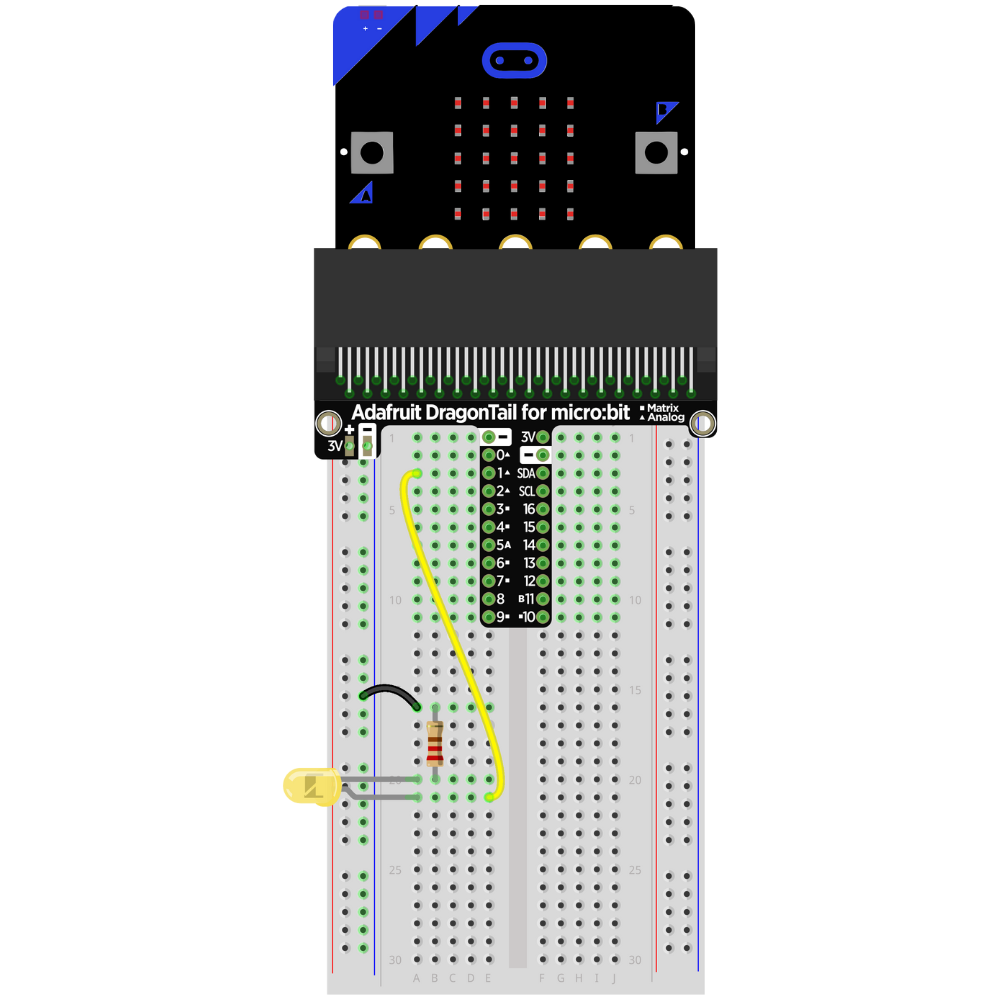 + -
B
A
Adafruit DragonTail for micro:bit
Matrix
Analog
+ -
3V
1 - 3V 1
0 -
1 SDA
2 SCL
5 3 16 5
4 15
5A 14
6 13
7 12
10 8 B11 10
9 10
15
20 20
25 25
30 30
A B C D E F G H I J